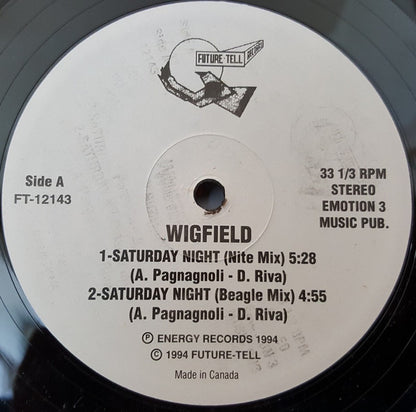 FUTURE-TELL
Side A
FT-12143
33 1/3 RPM
STEREO
EMOTION 3
MUSIC PUB.
WIGFIELD
1-SATURDAY NIGHT (Nite Mix) 5:28
(A. Pagnagnoli - D. Riva)
2-SATURDAY NIGHT (Beagle Mix) 4:55
(A. Pagnagnoli - D. Riva)
Ⓟ ENERGY RECORDS 1994
© 1994 FUTURE-TELL
Made in Canada